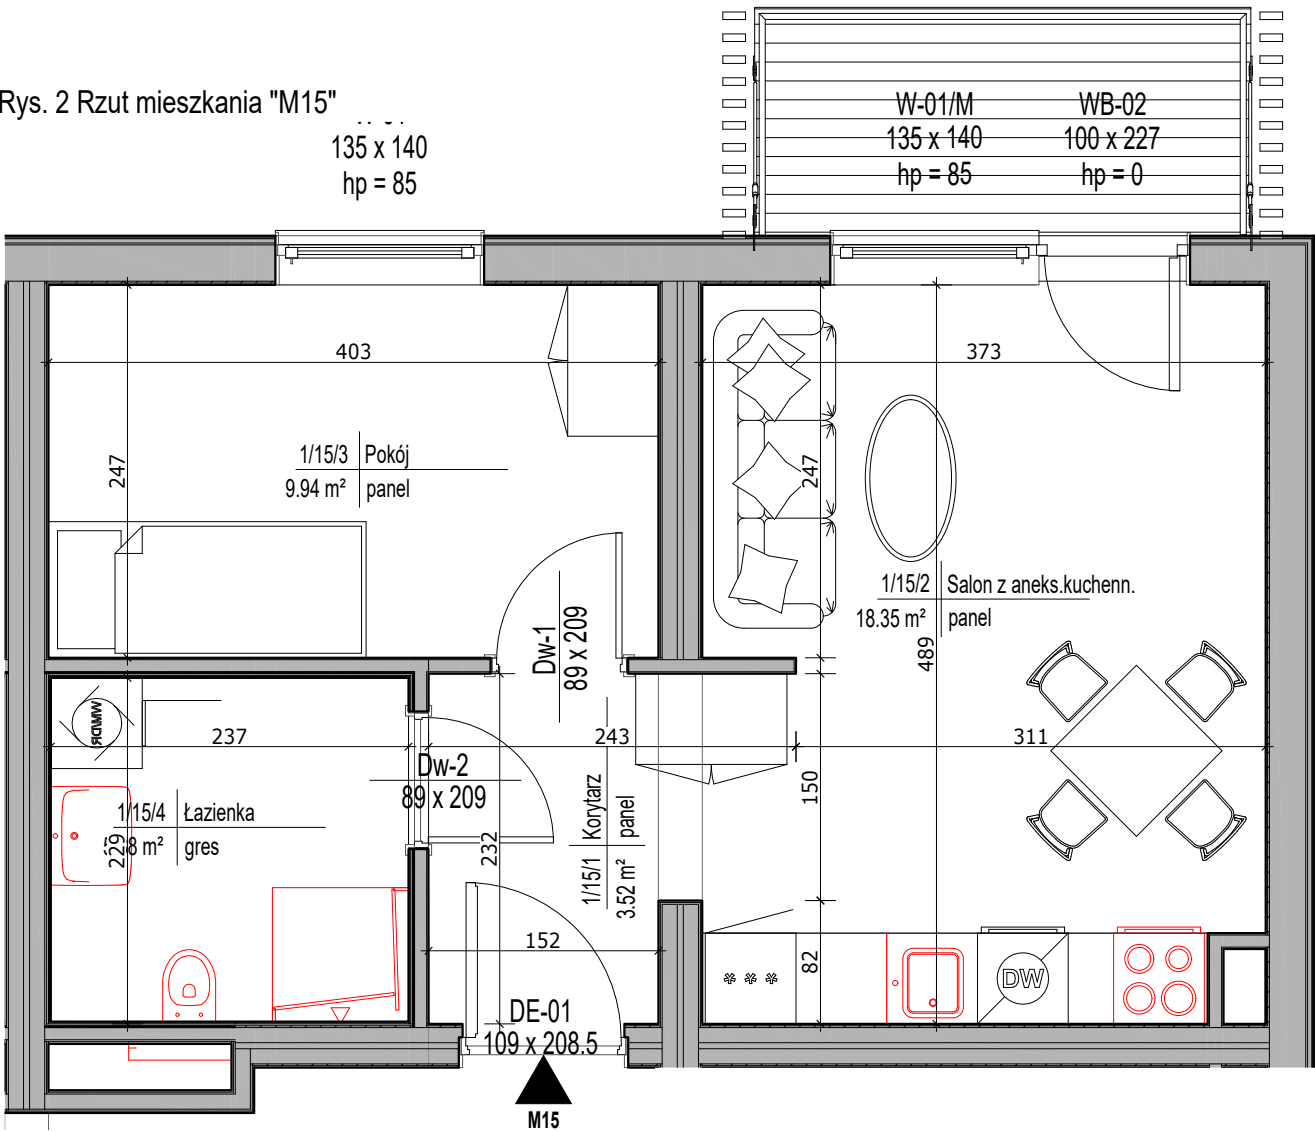 Rys. 2 Rzut mieszkania "M15"
135 x 140
hp = 85
W-01/M
135 x 140
hp = 85
WB-02
100 x 227
hp = 0
403
373
247
1/15/3 Pokój
9.94 m² panel
247
1/15/2 Salon z aneks.kuchenn.
18.35 m² panel
489
Dw-1
89 x 209
WM/DR
237
243
311
Dw-2
89 x 209
150
1/15/4 Łazienka
8 m² gres
229
232
1/15/1 Korytarz
3.52 m² panel
152
82
***
DW
DE-01
109 x 208.5
M15